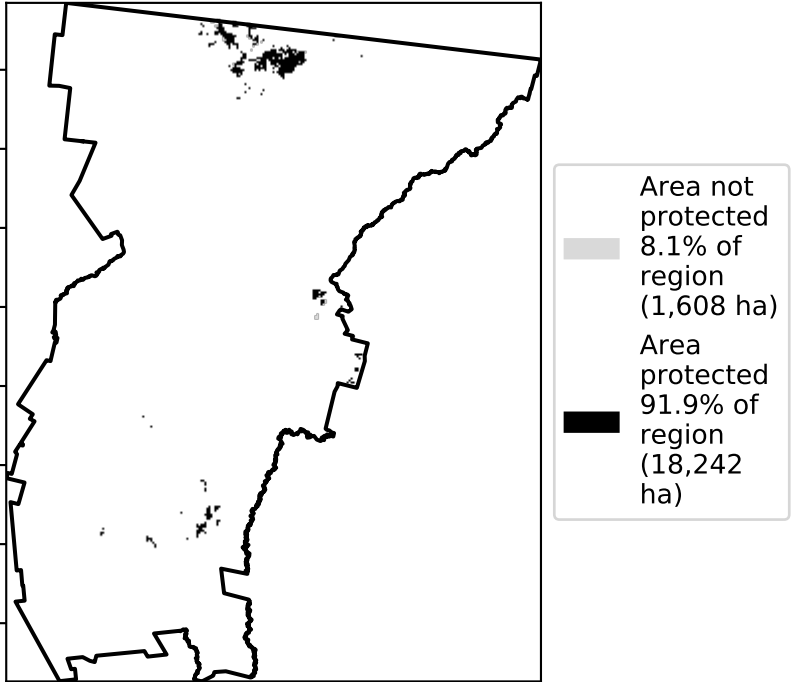 Area not
protected
8.1% of
region
(1,608 ha)
Area
protected
91.9% of
region
(18,242
ha)